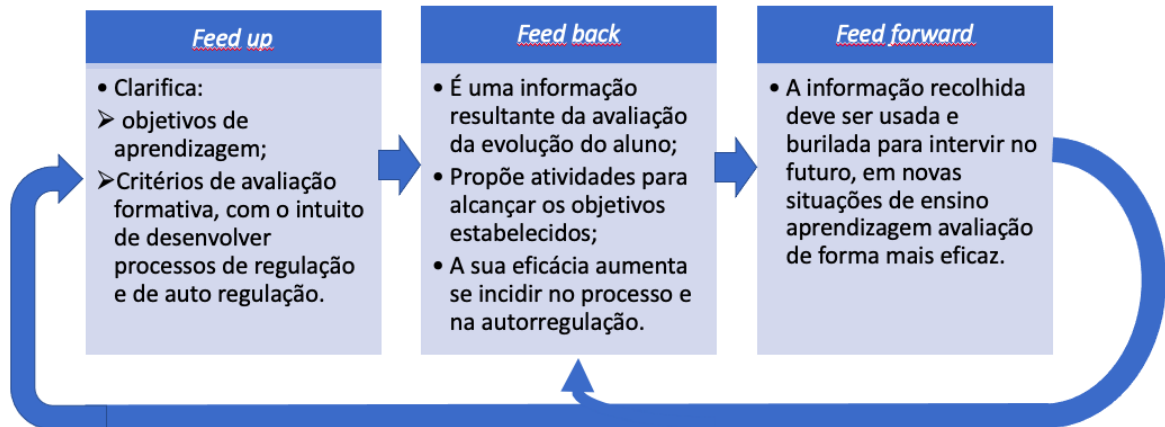 Feed up
• Clarifica:
➢ objetivos de
aprendizagem;
➢Critérios de avaliação
formativa, com o intuito
de desenvolver
processos de regulação
e de auto regulação.
Feed back
• É uma informação
resultante da avaliação
da evolução do aluno;
• Propõe atividades para
alcançar os objetivos
estabelecidos;
• A sua eficácia aumenta
se incidir no processo e
na autorregulação.
Feed forward
• A informação recolhida
deve ser usada e
burilada para intervir no
futuro, em novas
situações de ensino
aprendizagem avaliação
de forma mais eficaz.